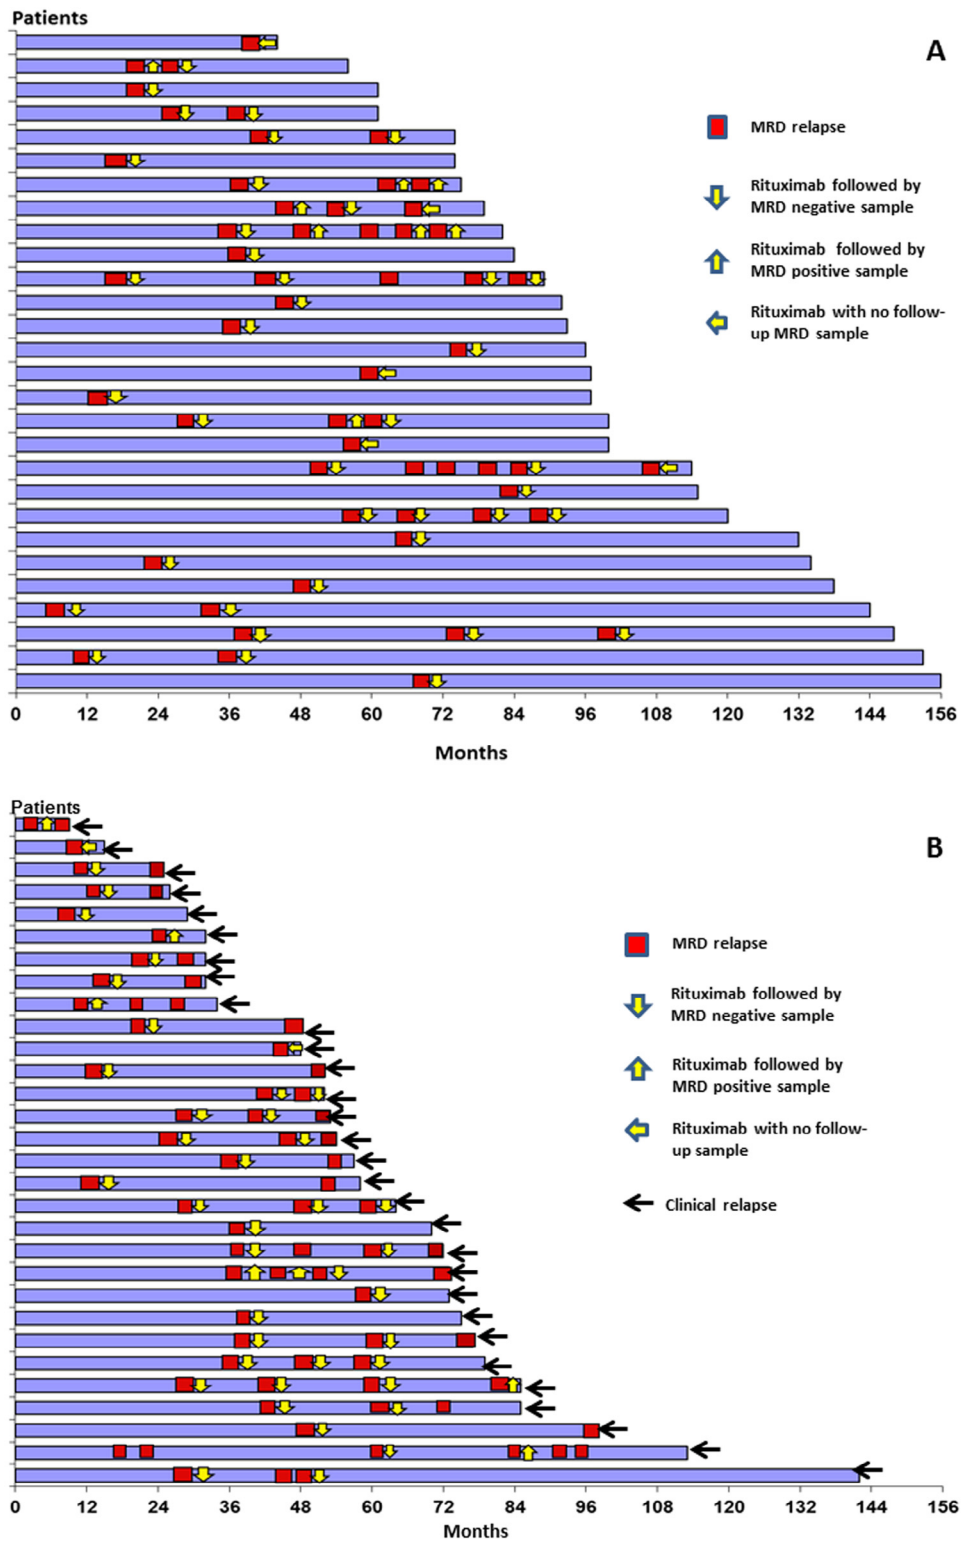 Patients
A
MRD relapse
Rituximab followed by
MRD negative sample
Rituximab followed by
MRD positive sample
Rituximab with no follow-
up MRD sample
0 12 24 36 48 60 72 84 96 108 120 132 144 156
Months
Patients
B
MRD relapse
Rituximab followed by
MRD negative sample
Rituximab followed by
MRD positive sample
Rituximab with no follow-
up sample
Clinical relapse
0 12 24 36 48 60 72 84 96 108 120 132 144 156
Months